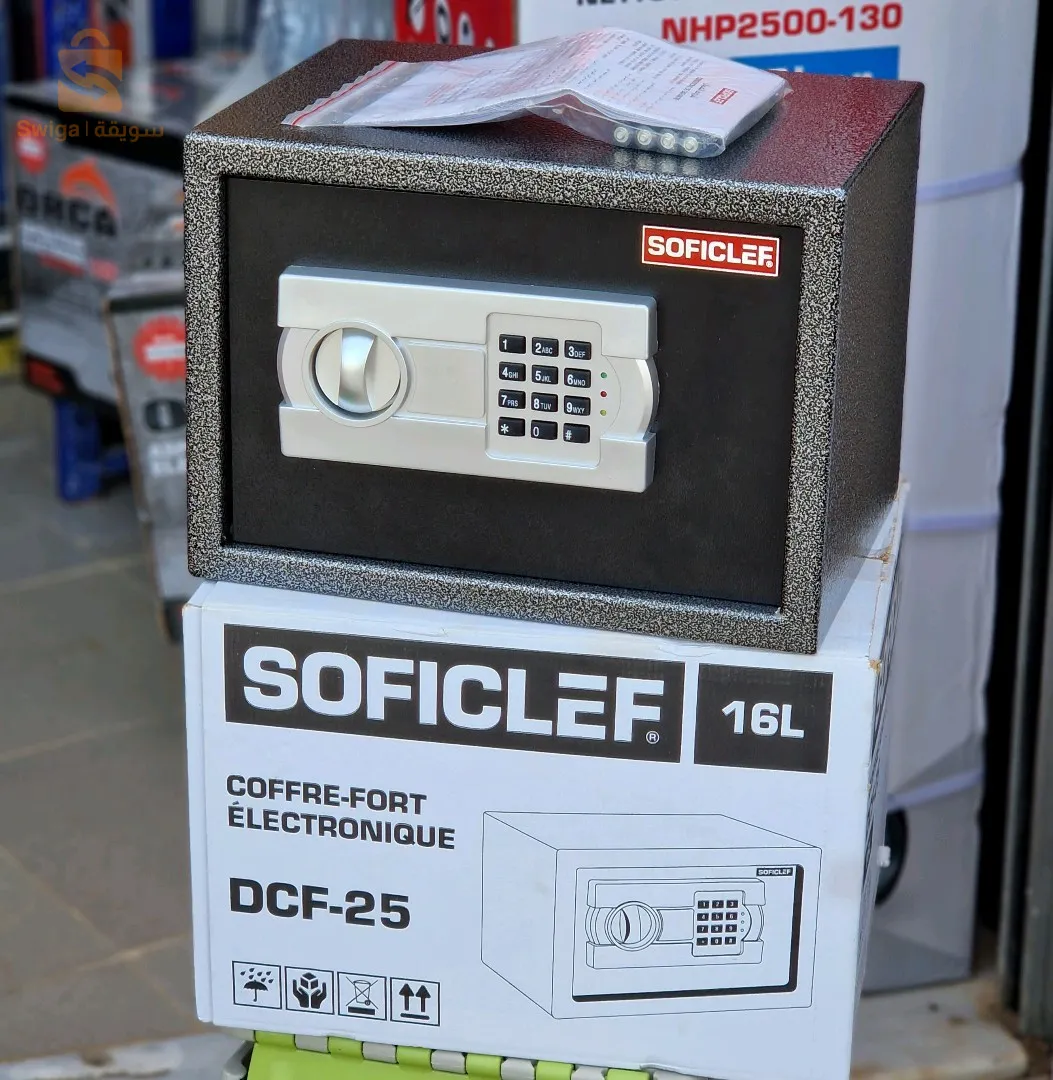 NHP2500-130
Swiga | سويقة
SOFICLEF®
1 2ABC 3DEF
4GHI 5JKL 6MNO
7PRS 8TUV 9WXY
* 0 #
SOFICLEF®
16L
COFFRE-FORT
ÉLECTRONIQUE
DCF-25
SOFICLEF